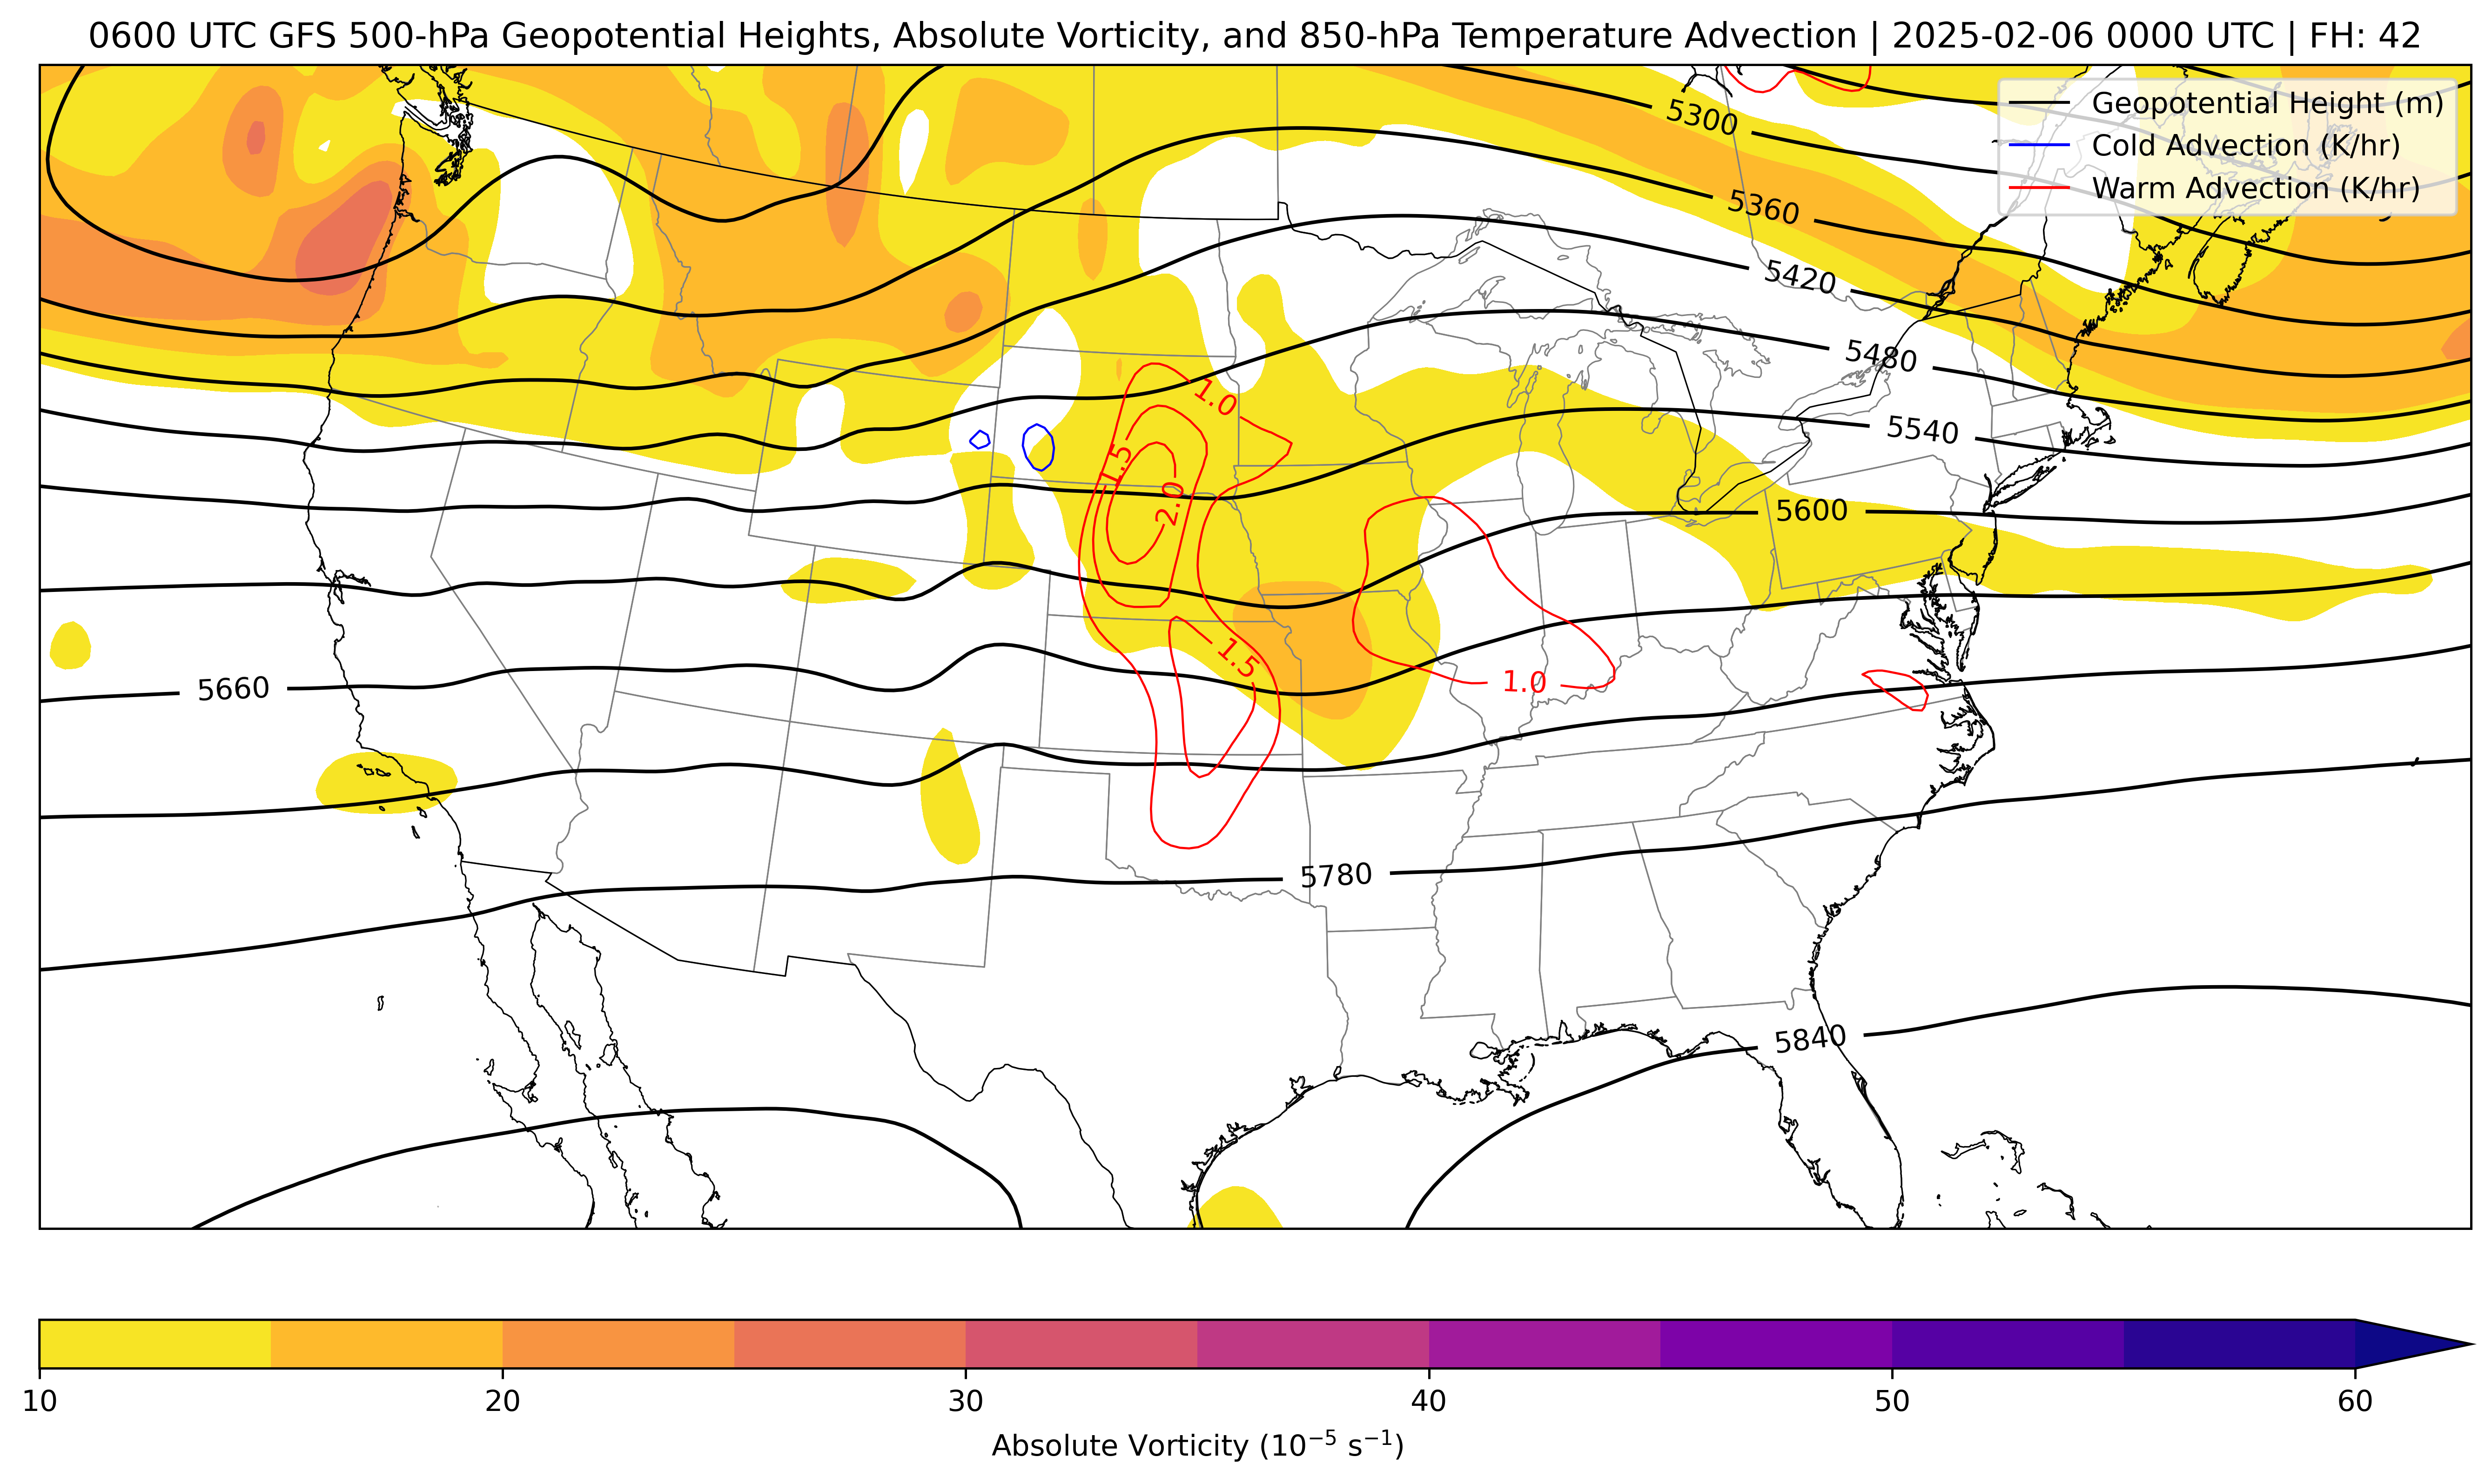 0600 UTC GFS 500-hPa Geopotential Heights, Absolute Vorticity, and 850-hPa Temperature Advection | 2025-02-06 0000 UTC | FH: 42
Geopotential Height (m)
Cold Advection (K/hr)
Warm Advection (K/hr)
5300
5360
5420
5480
1.0
5540
1.5
2.0
5600
1.5
1.0
5660
5780
5840
10 20 30 40 50 60
Absolute Vorticity (10⁻⁵ s⁻¹)